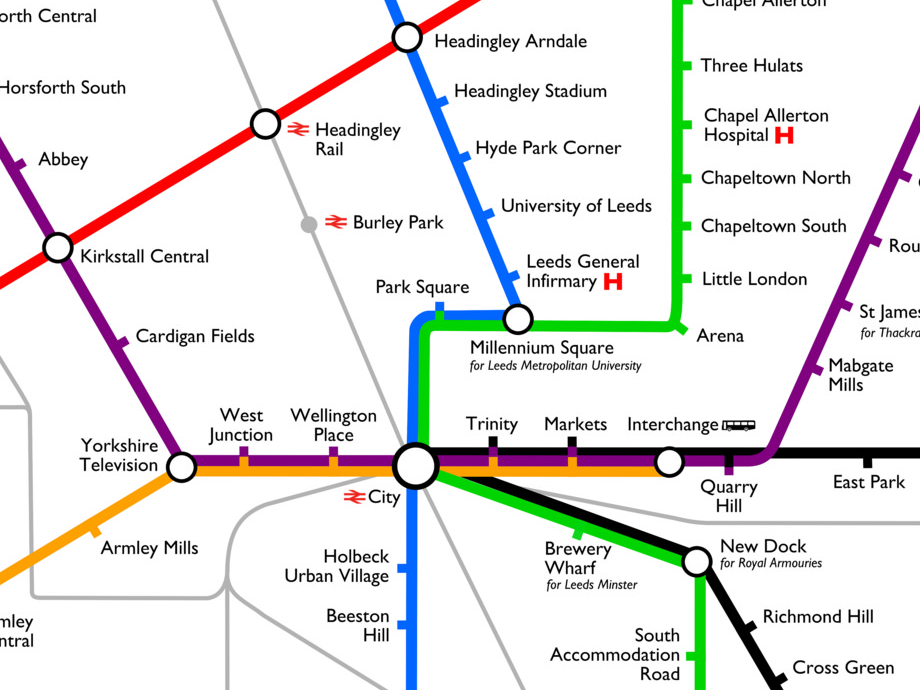 orth Central
Chapel Allerton
Headingley Arndale
Three Hulats
Horsforth South
Headingley Stadium
Chapel Allerton
Hospital H
Headingley
Rail
Abbey
Hyde Park Corner
Chapeltown North
University of Leeds
Burley Park
Chapeltown South
Kirkstall Central
Rou
Leeds General
Infirmary H
Little London
Park Square
St James
for Thackra
Cardigan Fields
Arena
Millennium Square
for Leeds Metropolitan University
Mabgate
Mills
West
Junction
Wellington
Place
Trinity
Markets
Interchange
Yorkshire
Television
City
Quarry
Hill
East Park
Armley Mills
Brewery
Wharf
for Leeds Minster
New Dock
for Royal Armouries
Holbeck
Urban Village
Beeston
Hill
Richmond Hill
mley
ntral
South
Accommodation
Road
Cross Green